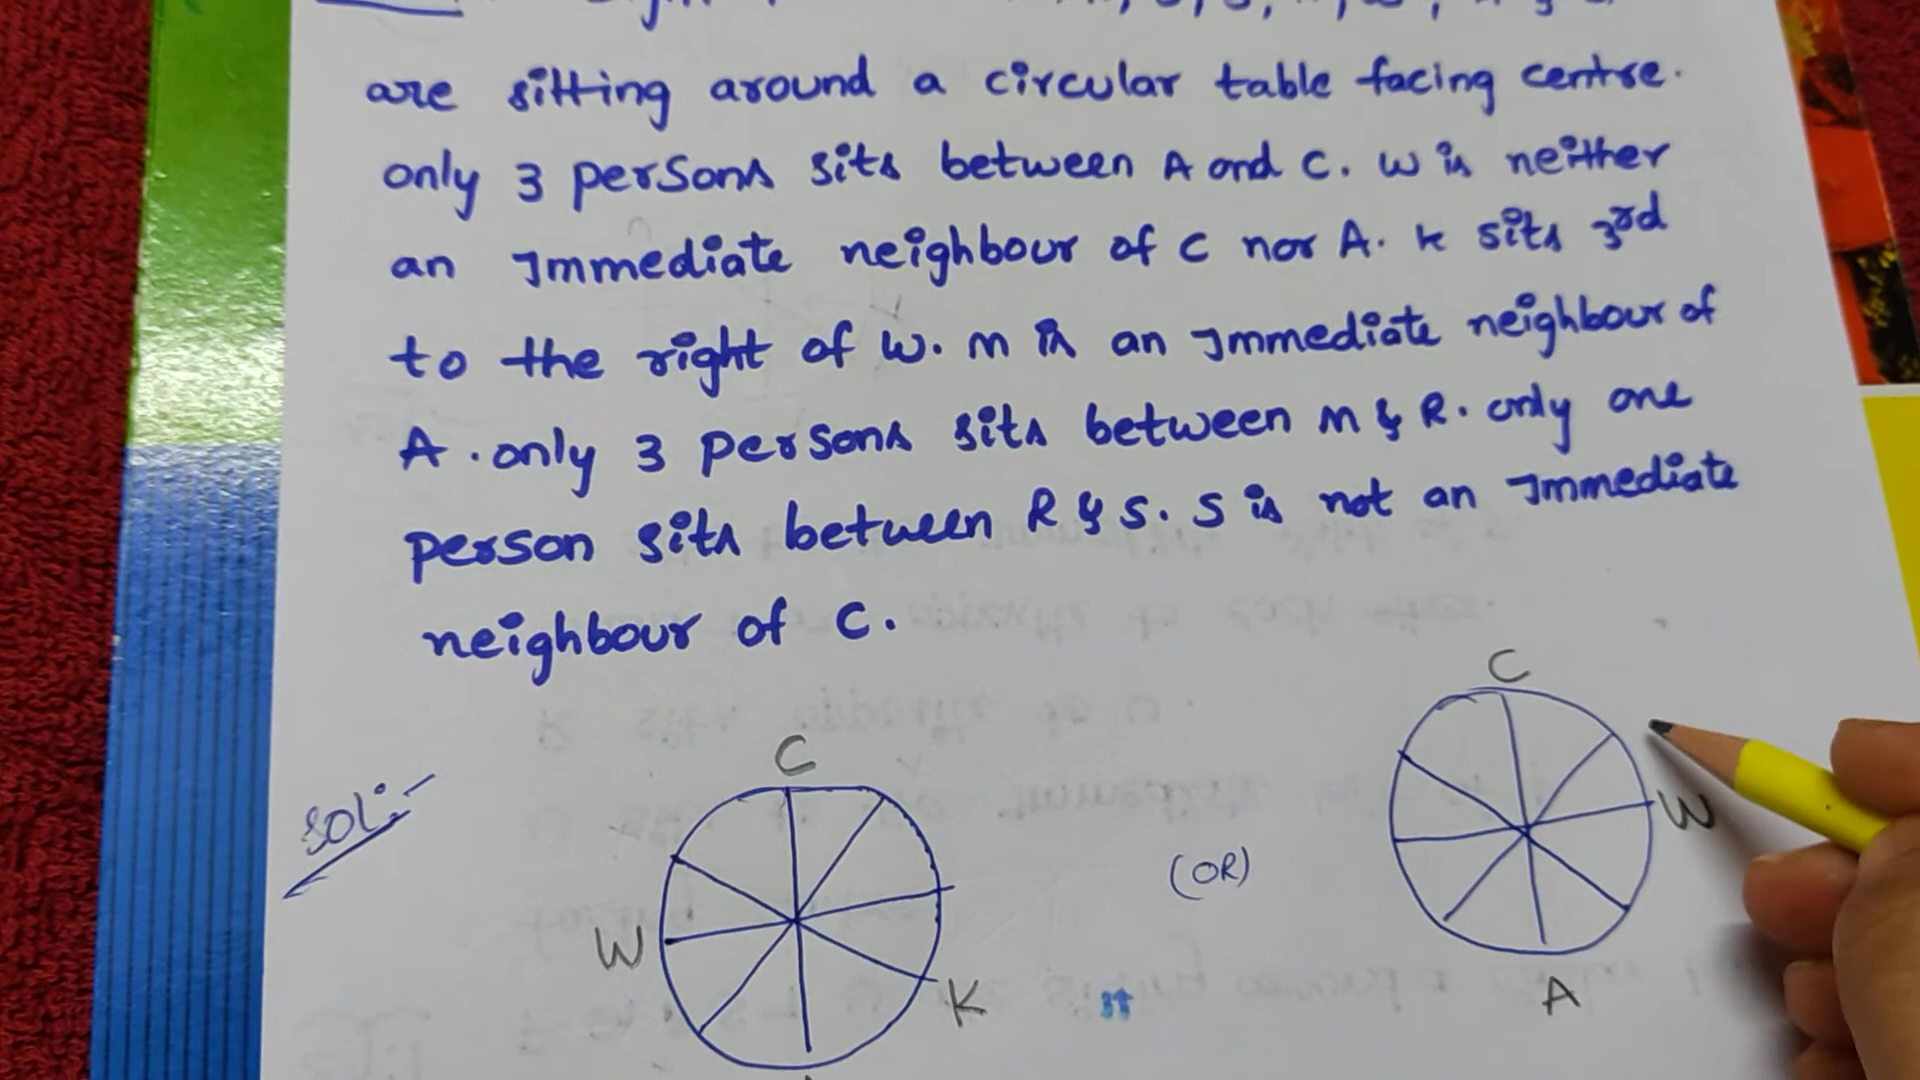 are sitting around a circular table facing centre.
only 3 persons sits between A and C. W is neither
an Immediate neighbour of C nor A. K sits 3rd
to the right of W. M is an Immediate neighbour of
A. only 3 persons sits between M & R. only one
person sits between R & S. S is not an Immediate
neighbour of C.
SOL:-
C
W
K
(OR)
C
W
A